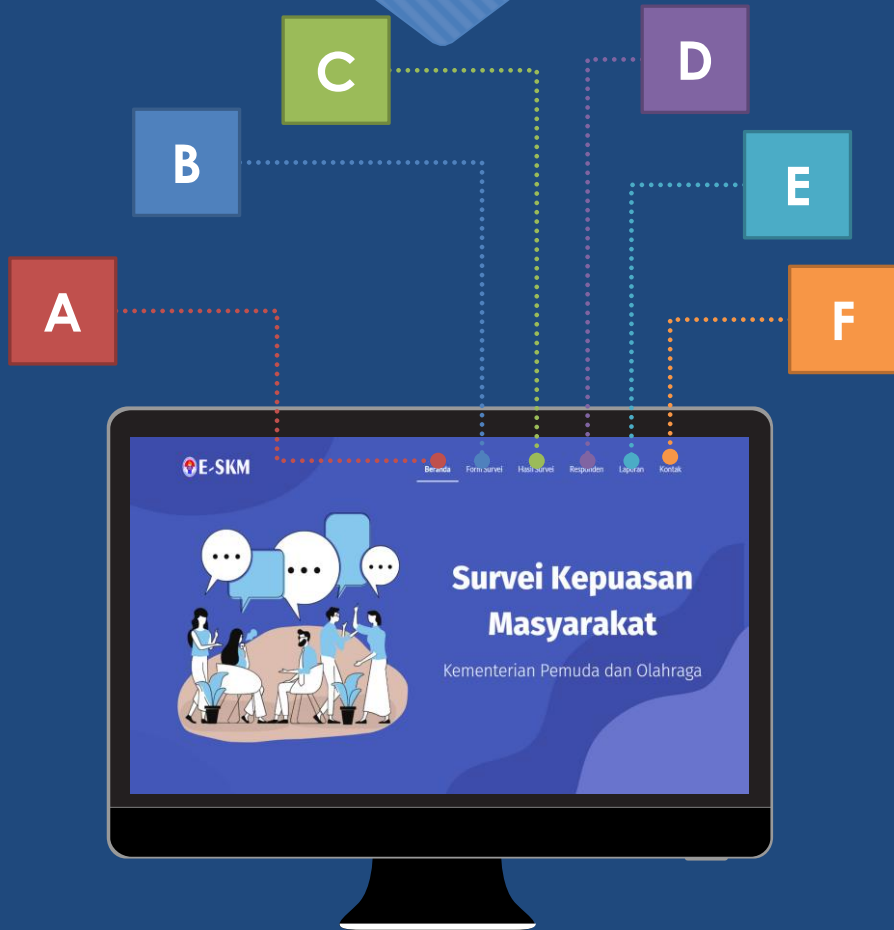 C
D
B
E
A
F
E-SKM
Beranda Form Survei Hasil Survei Responden Laporan Kontak
Survei Kepuasan
Masyarakat
Kementerian Pemuda dan Olahraga